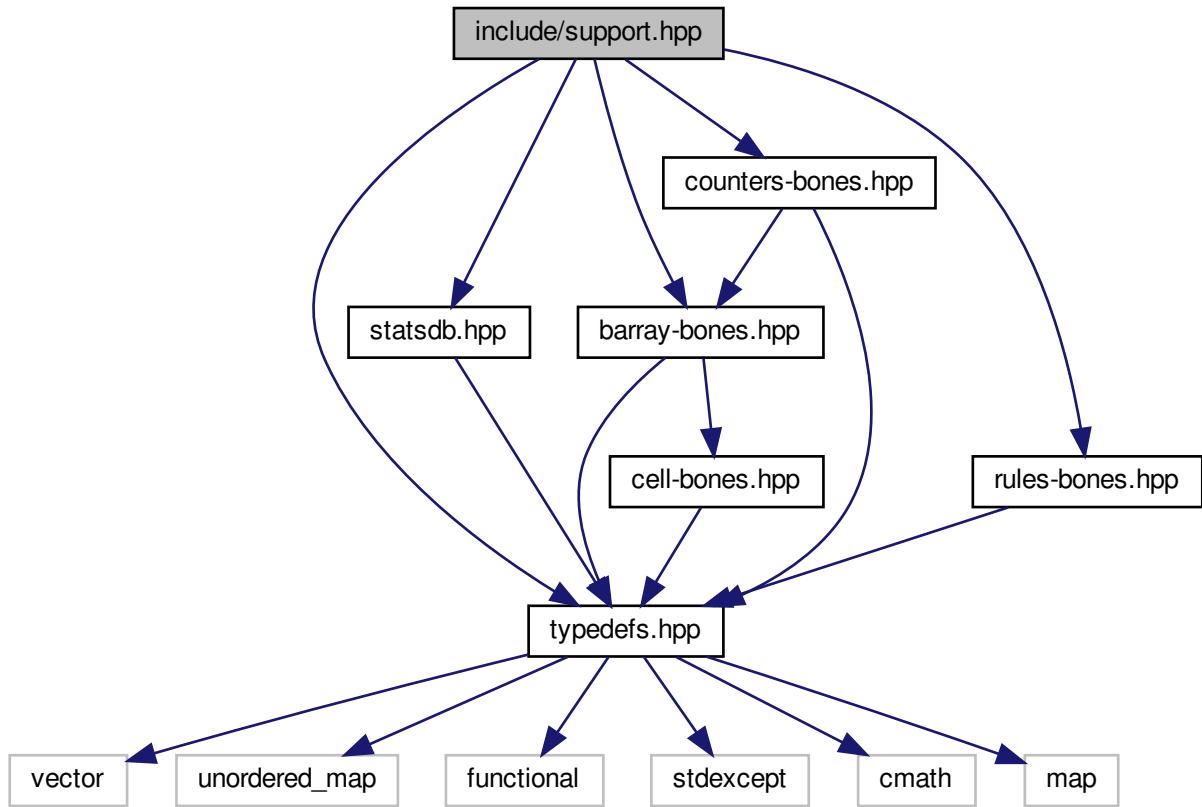 include/support.hpp
counters-bones.hpp
statsdb.hpp
barray-bones.hpp
cell-bones.hpp
rules-bones.hpp
typedefs.hpp
vector
unordered_map
functional
stdexcept
cmath
map